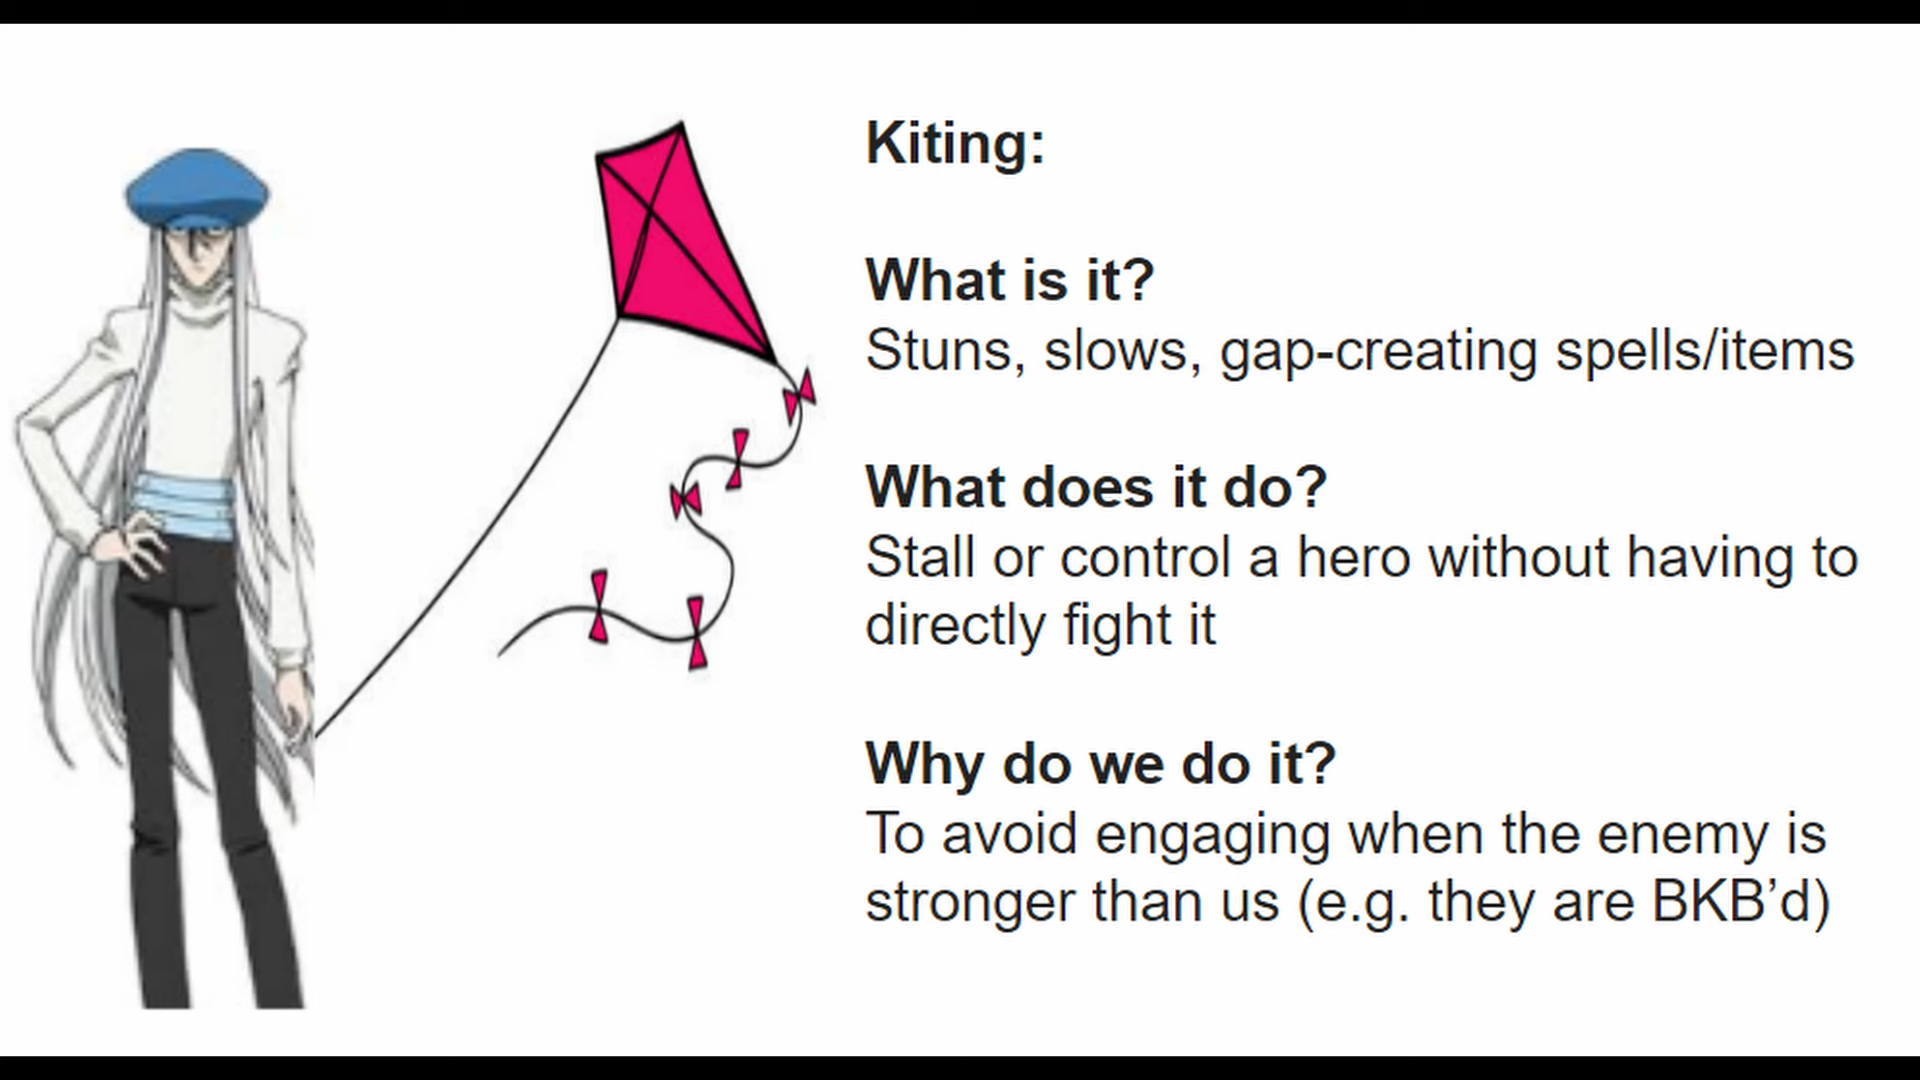 Kiting:
What is it?
Stuns, slows, gap-creating spells/items
What does it do?
Stall or control a hero without having to
directly fight it
Why do we do it?
To avoid engaging when the enemy is
stronger than us (e.g. they are BKB’d)